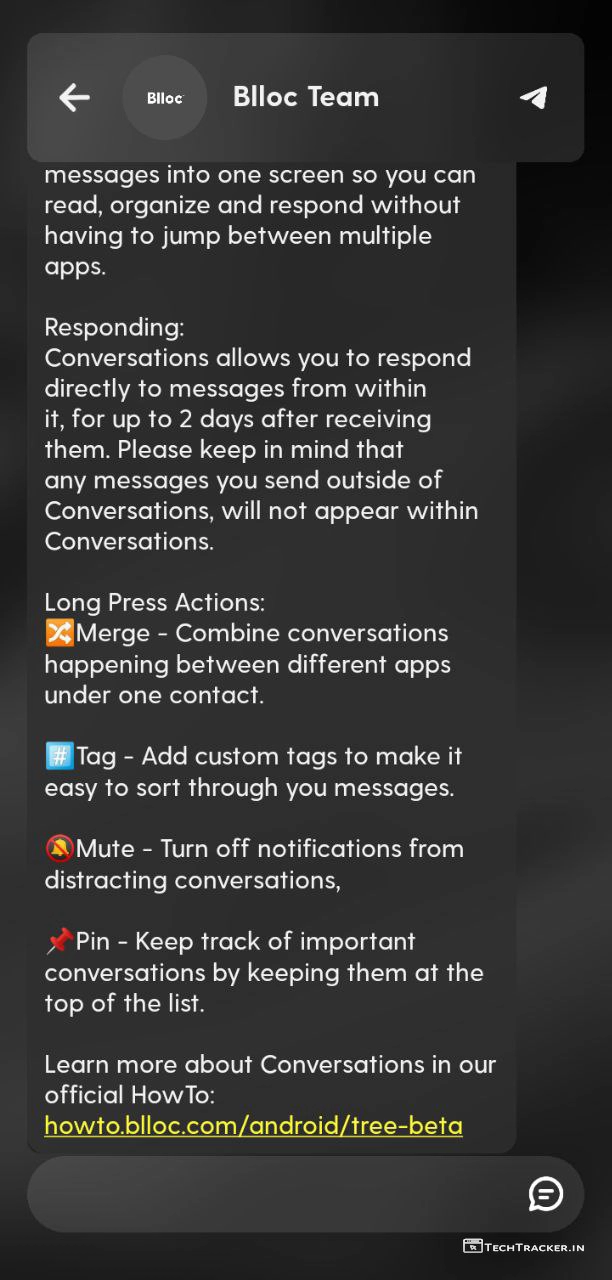 Blloc
Blloc Team
messages into one screen so you can
read, organize and respond without
having to jump between multiple
apps.
Responding:
Conversations allows you to respond
directly to messages from within
it, for up to 2 days after receiving
them. Please keep in mind that
any messages you send outside of
Conversations, will not appear within
Conversations.
Long Press Actions:
🔀Merge - Combine conversations
happening between different apps
under one contact.
#️⃣Tag - Add custom tags to make it
easy to sort through you messages.
🔕Mute - Turn off notifications from
distracting conversations,
📌Pin - Keep track of important
conversations by keeping them at the
top of the list.
Learn more about Conversations in our
official HowTo:
howto.blloc.com/android/tree-beta
TECHTRACKER.IN